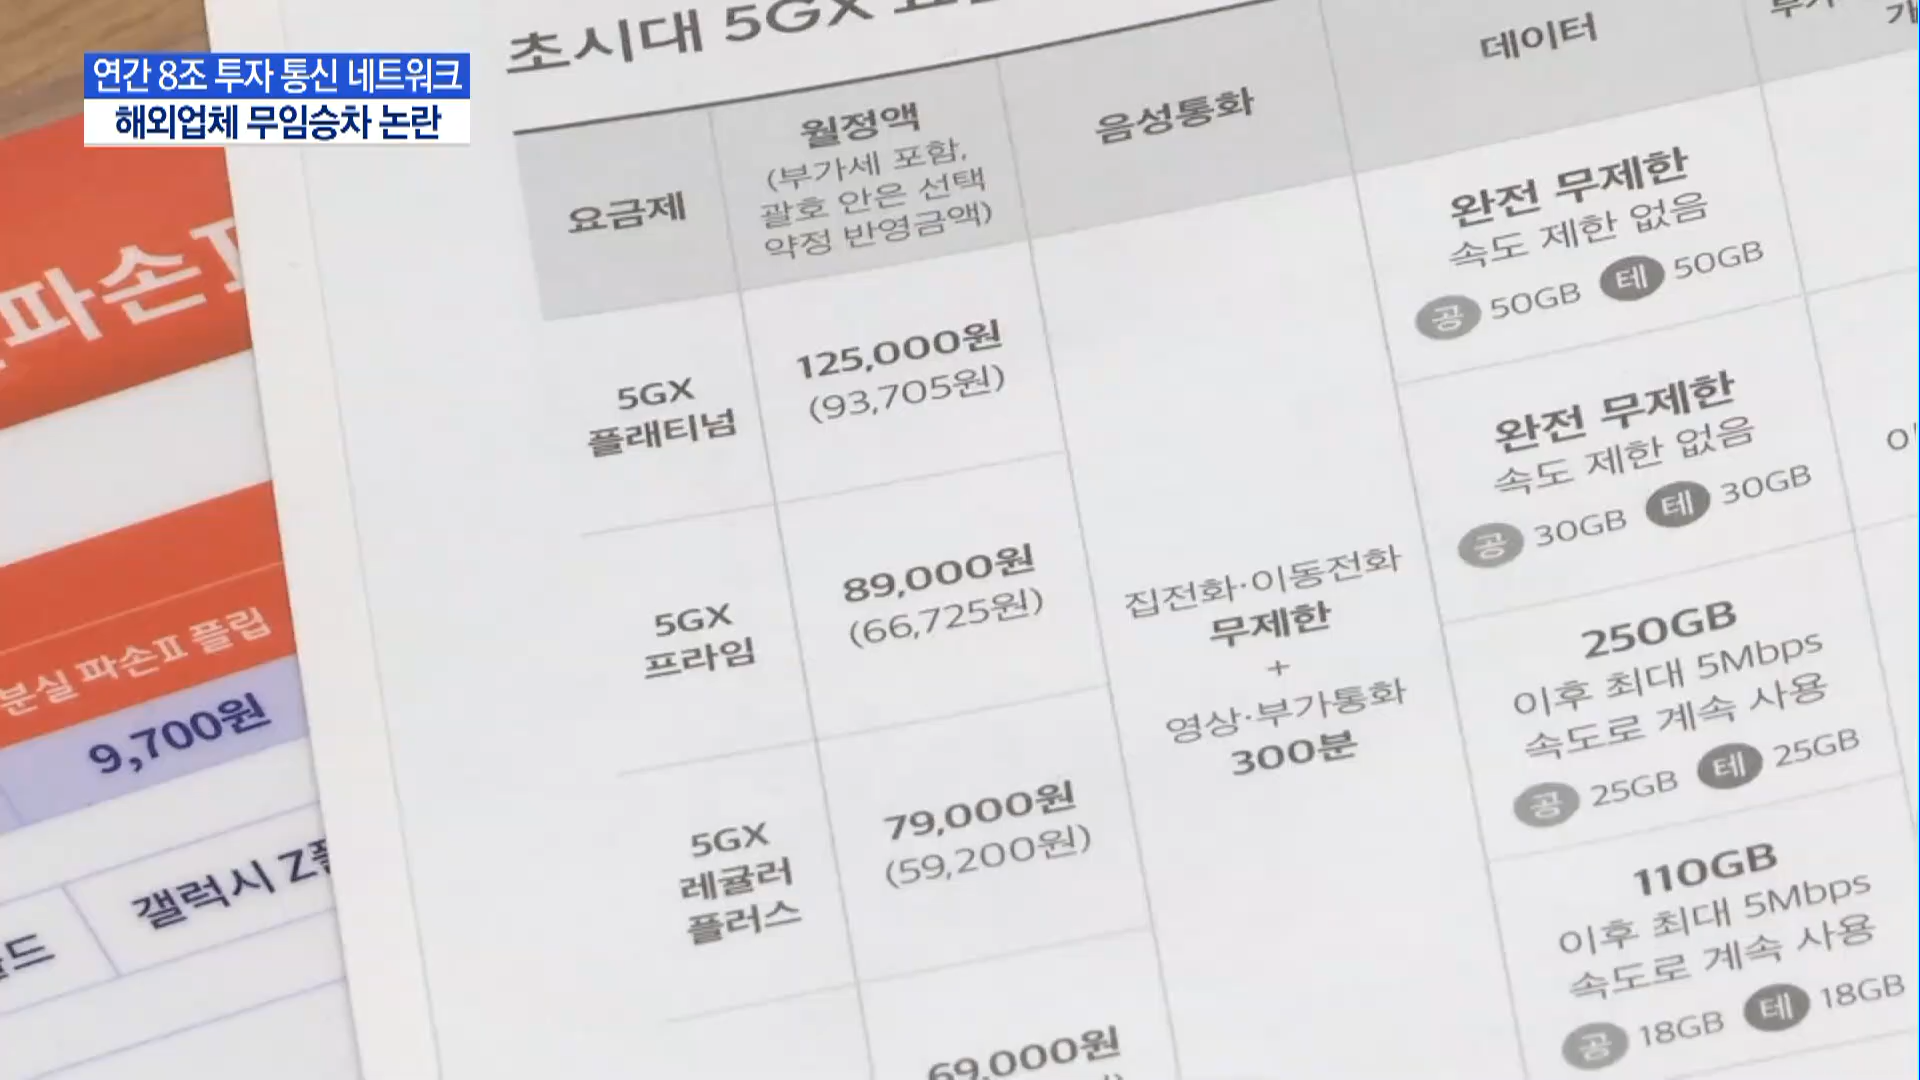 연간 8조 투자 통신 네트워크
해외업체 무임승차 논란
초시대 5GX
요금제
월정액
(부가세 포함,
괄호 안은 선택
약정 반영금액)
음성통화
데이터
5GX
플래티넘
125,000원
(93,705원)
완전 무제한
속도 제한 없음
공 50GB 테 50GB
5GX
프라임
89,000원
(66,725원)
완전 무제한
속도 제한 없음
공 30GB 테 30GB
집전화·이동전화
무제한
+
영상·부가통화
300분
5GX
레귤러
플러스
79,000원
(59,200원)
250GB
이후 최대 5Mbps
속도로 계속 사용
공 25GB 테 25GB
69,000원
110GB
이후 최대 5Mbps
속도로 계속 사용
공 18GB 테 18GB
파손
분실 파손II 플립
9,700원
갤럭시 Z플
드